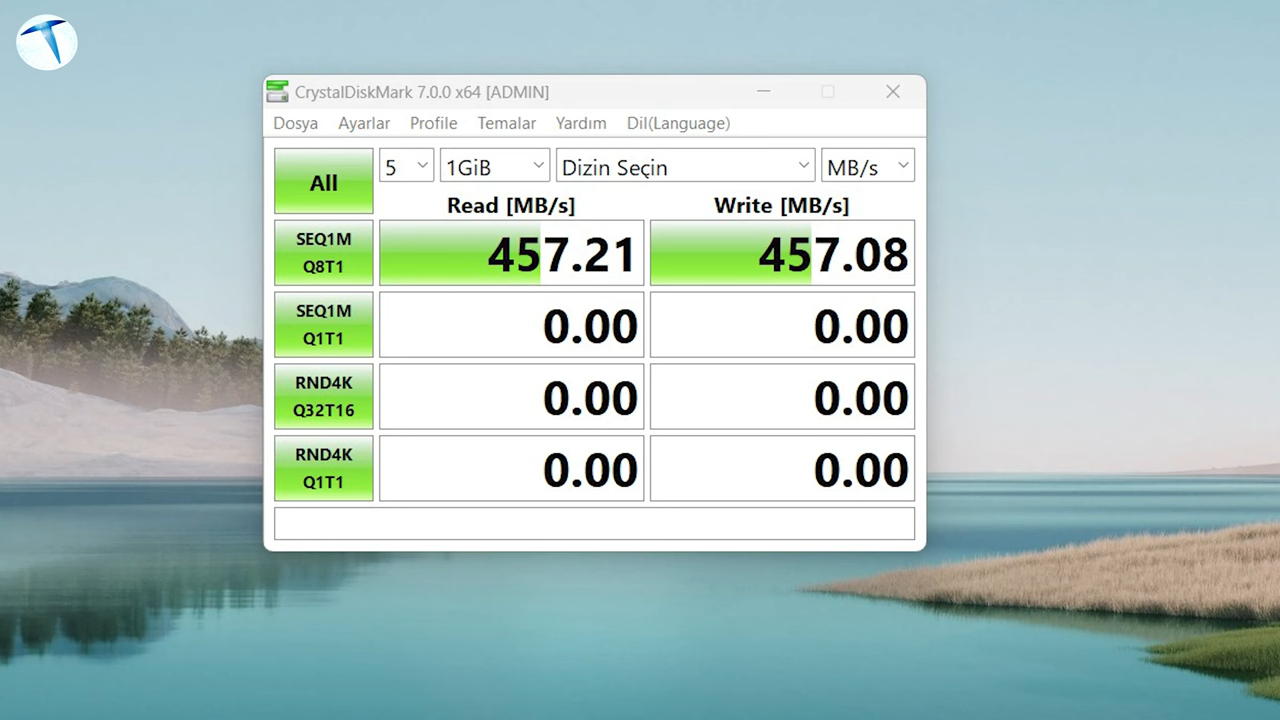 CrystalDiskMark 7.0.0 x64 [ADMIN]
Dosya Ayarlar Profile Temalar Yardım Dil(Language)
All 5 1GiB Dizin Seçin MB/s
Read [MB/s] Write [MB/s]
SEQ1M
Q8T1
457.21 457.08
SEQ1M
Q1T1
0.00 0.00
RND4K
Q32T16
0.00 0.00
RND4K
Q1T1
0.00 0.00